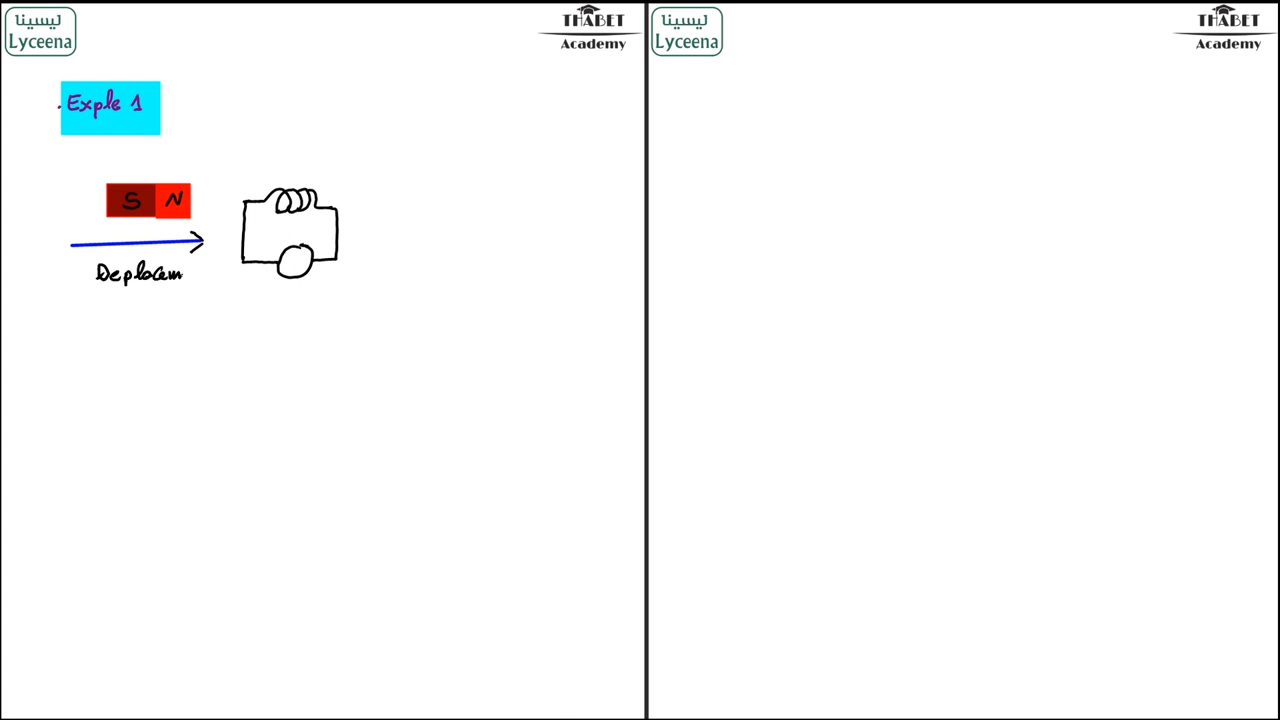 ليسينا
Lyceena
THABET
Academy
ليسينا
Lyceena
THABET
Academy
Exple 1
S N
Deplacem